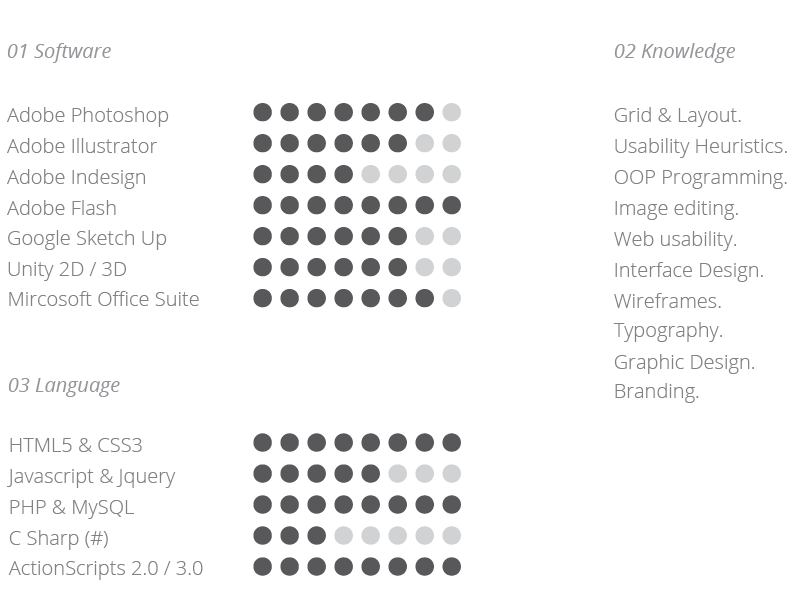 01 Software
Adobe Photoshop
Adobe Illustrator
Adobe Indesign
Adobe Flash
Google Sketch Up
Unity 2D / 3D
Mircosoft Office Suite
02 Knowledge
Grid & Layout.
Usability Heuristics.
OOP Programming.
Image editing.
Web usability.
Interface Design.
Wireframes.
Typography.
Graphic Design.
Branding.
03 Language
HTML5 & CSS3
Javascript & Jquery
PHP & MySQL
C Sharp (#)
ActionScripts 2.0 / 3.0